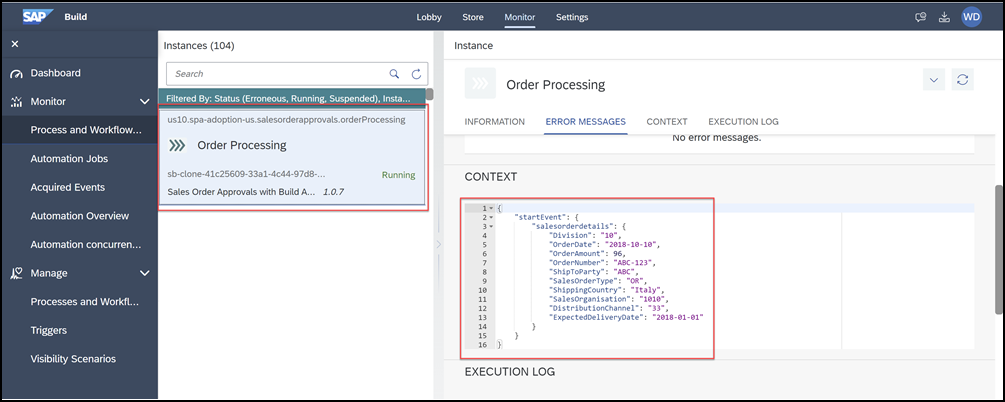 SAP Build Lobby Store Monitor Settings WD
Dashboard
Monitor
Process and Workflow...
Automation Jobs
Acquired Events
Automation Overview
Automation concurren...
Manage
Processes and Workfl...
Triggers
Visibility Scenarios
Instances (104)
Search
Filtered By: Status (Erroneous, Running, Suspended), Insta...
us10.spa-adoption-us.salesorderapprovals.orderProcessing
Order Processing
sb-clone-41c25609-33a1-4c44-97d8-... Running
Sales Order Approvals with Build A... 1.0.7
Instance
Order Processing
INFORMATION ERROR MESSAGES CONTEXT EXECUTION LOG
No error messages.
CONTEXT
1 {
2 "startEvent": {
3 "salesorderdetails": {
4 "Division": "10",
5 "OrderDate": "2018-10-10",
6 "OrderAmount": 96,
7 "OrderNumber": "ABC-123",
8 "ShipToParty": "ABC",
9 "SalesOrderType": "OR",
10 "ShippingCountry": "Italy",
11 "SalesOrganisation": "1010",
12 "DistributionChannel": "33",
13 "ExpectedDeliveryDate": "2018-01-01"
14 }
15 }
16 }
EXECUTION LOG